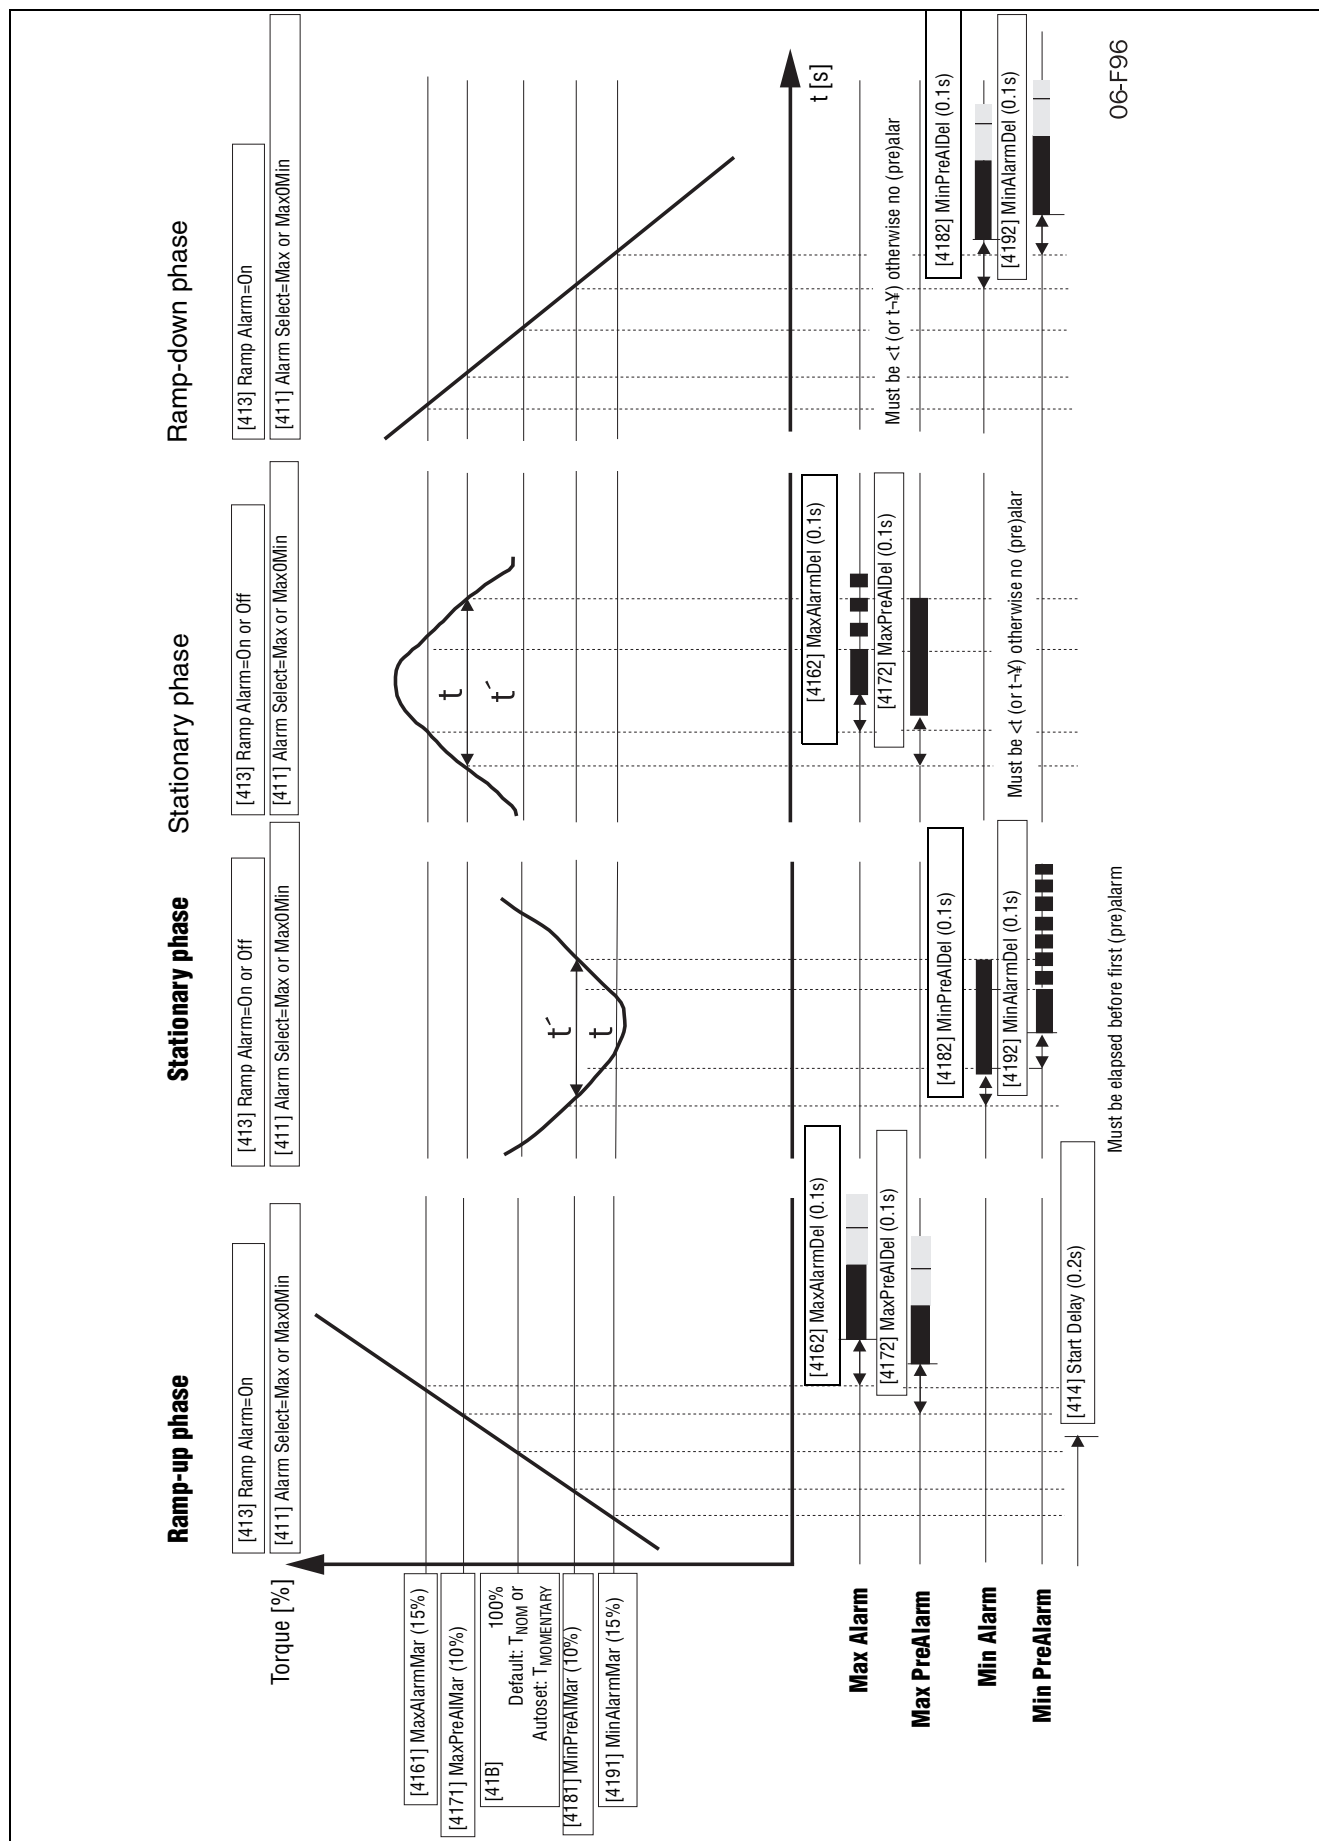 Ramp-up phase
Stationary phase
Stationary phase
Ramp-down phase
[413] Ramp Alarm=On
[411] Alarm Select=Max or Max0Min
[413] Ramp Alarm=On or Off
[411] Alarm Select=Max or Max0Min
[413] Ramp Alarm=On or Off
[411] Alarm Select=Max or Max0Min
[413] Ramp Alarm=On
[411] Alarm Select=Max or Max0Min
Torque [%]
[4161] MaxAlarmMar (15%)
[4171] MaxPreAlMar (10%)
[41B] 100%
Default: TNOM or
Autoset: TMOMENTARY
[4181] MinPreAlMar (10%)
[4191] MinAlarmMar (15%)
t´
t
t
t´
t [s]
Max Alarm
Max PreAlarm
Min Alarm
Min PreAlarm
[4162] MaxAlarmDel (0.1s)
[4172] MaxPreAlDel (0.1s)
[414] Start Delay (0.2s)
[4182] MinPreAlDel (0.1s)
[4192] MinAlarmDel (0.1s)
Must be elapsed before first (pre)alarm
[4162] MaxAlarmDel (0.1s)
[4172] MaxPreAlDel (0.1s)
Must be <t (or t¬¥) otherwise no (pre)alar
Must be <t (or t¬¥) otherwise no (pre)alar
[4182] MinPreAlDel (0.1s)
[4192] MinAlarmDel (0.1s)
06-F96